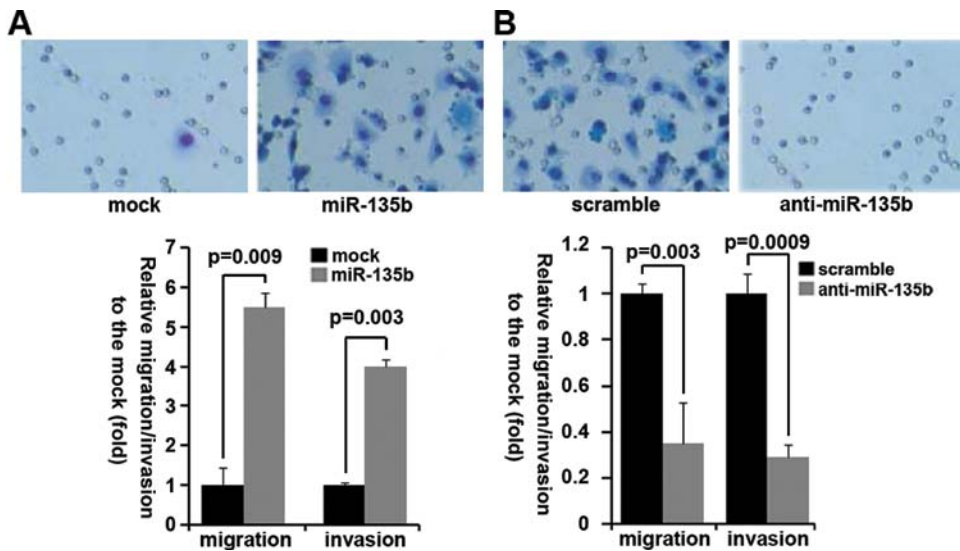 A
B
mock
miR-135b
scramble
anti-miR-135b
Relative migration/invasion
to the mock (fold)
7
6
5
4
3
2
1
0
p=0.009
p=0.003
mock
miR-135b
migration
invasion
Relative migration/invasion
to the mock (fold)
1.2
1
0.8
0.6
0.4
0.2
0
p=0.003
p=0.0009
scramble
anti-miR-135b
migration
invasion